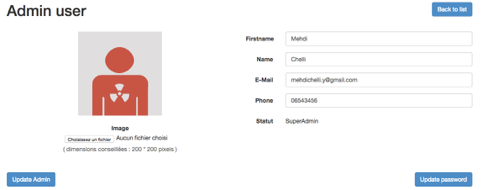 Admin user
Back to list
Firstname
Mehdi
Name
Chelli
E-Mail
mehdichelli.y@gmail.com
Phone
06543456
Statut
SuperAdmin
Image
Choisissez un fichier
Aucun fichier choisi
( dimensions conseillées : 200 * 200 pixels )
Update Admin
Update password